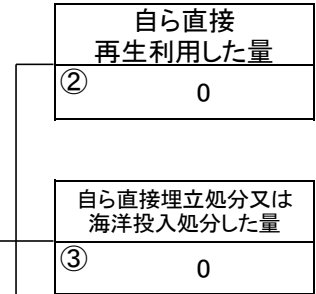 自ら直接
再生利用した量
② 0
自ら直接埋立処分又は
海洋投入処分した量
③ 0